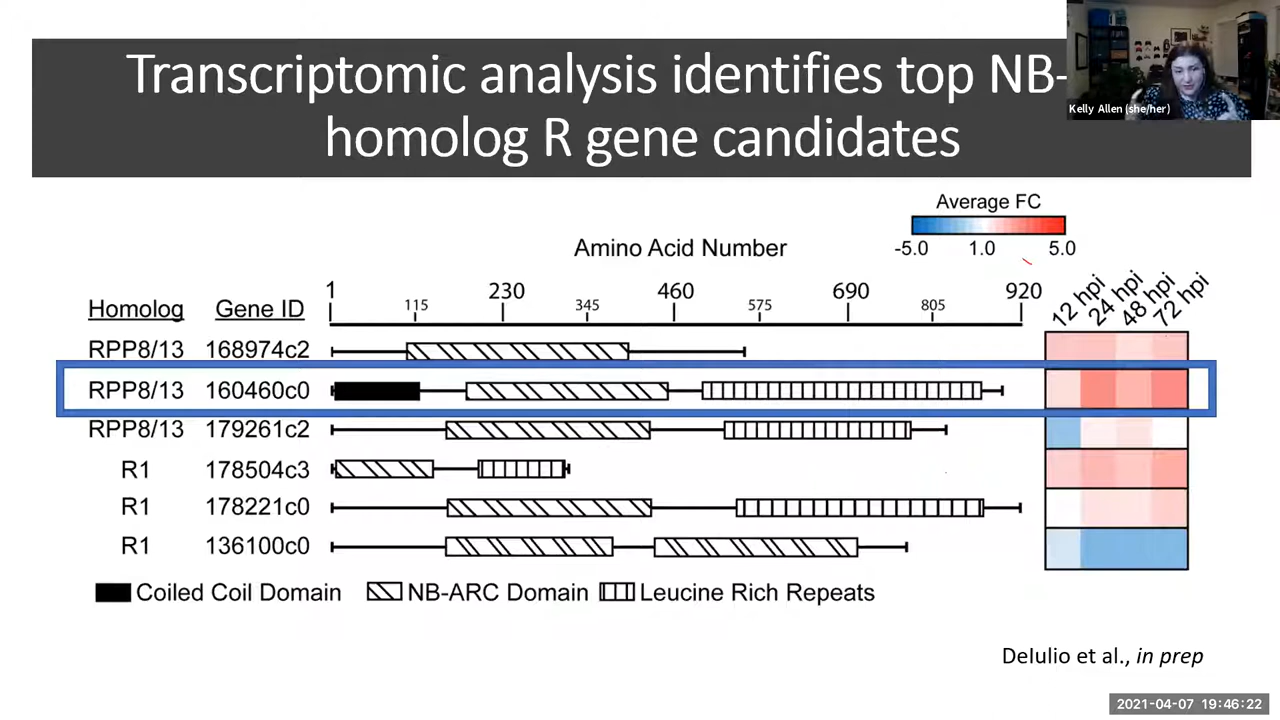 Transcriptomic analysis identifies top NB-
homolog R gene candidates
Kelly Allen (she/her)
Average FC
-5.0 1.0 5.0
Amino Acid Number
1 230 460 690 920
115 345 575 805
12 hpi 24 hpi 48 hpi 72 hpi
Homolog Gene ID
RPP8/13 168974c2
RPP8/13 160460c0
RPP8/13 179261c2
R1 178504c3
R1 178221c0
R1 136100c0
Coiled Coil Domain NB-ARC Domain Leucine Rich Repeats
DeIulio et al., in prep
2021-04-07 19:46:22